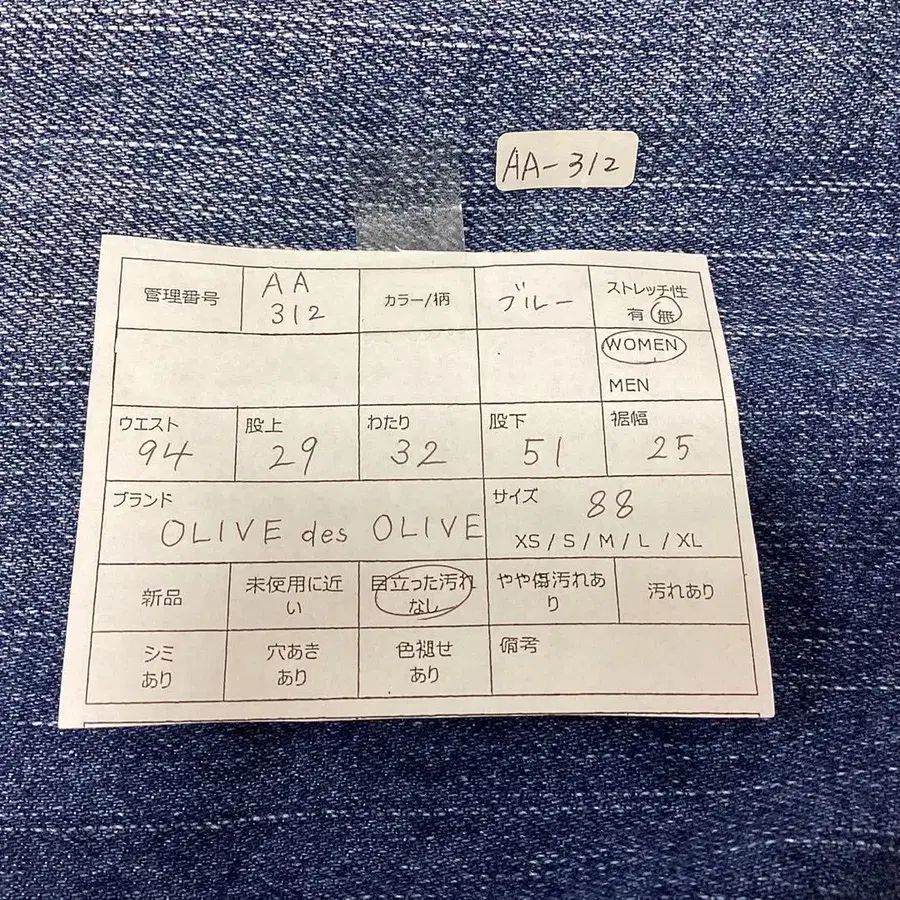 AA-312
管理番号
AA
312
カラー/柄
ブルー
ストレッチ性
有 無
WOMEN
MEN
ウエスト
94
股上
29
わたり
32
股下
51
裾幅
25
ブランド
OLIVE des OLIVE
サイズ
88
XS / S / M / L / XL
新品
未使用に近
い
目立った汚れ
なし
やや傷汚れあ
り
汚れあり
シミ
あり
穴あき
あり
色褪せ
あり
備考